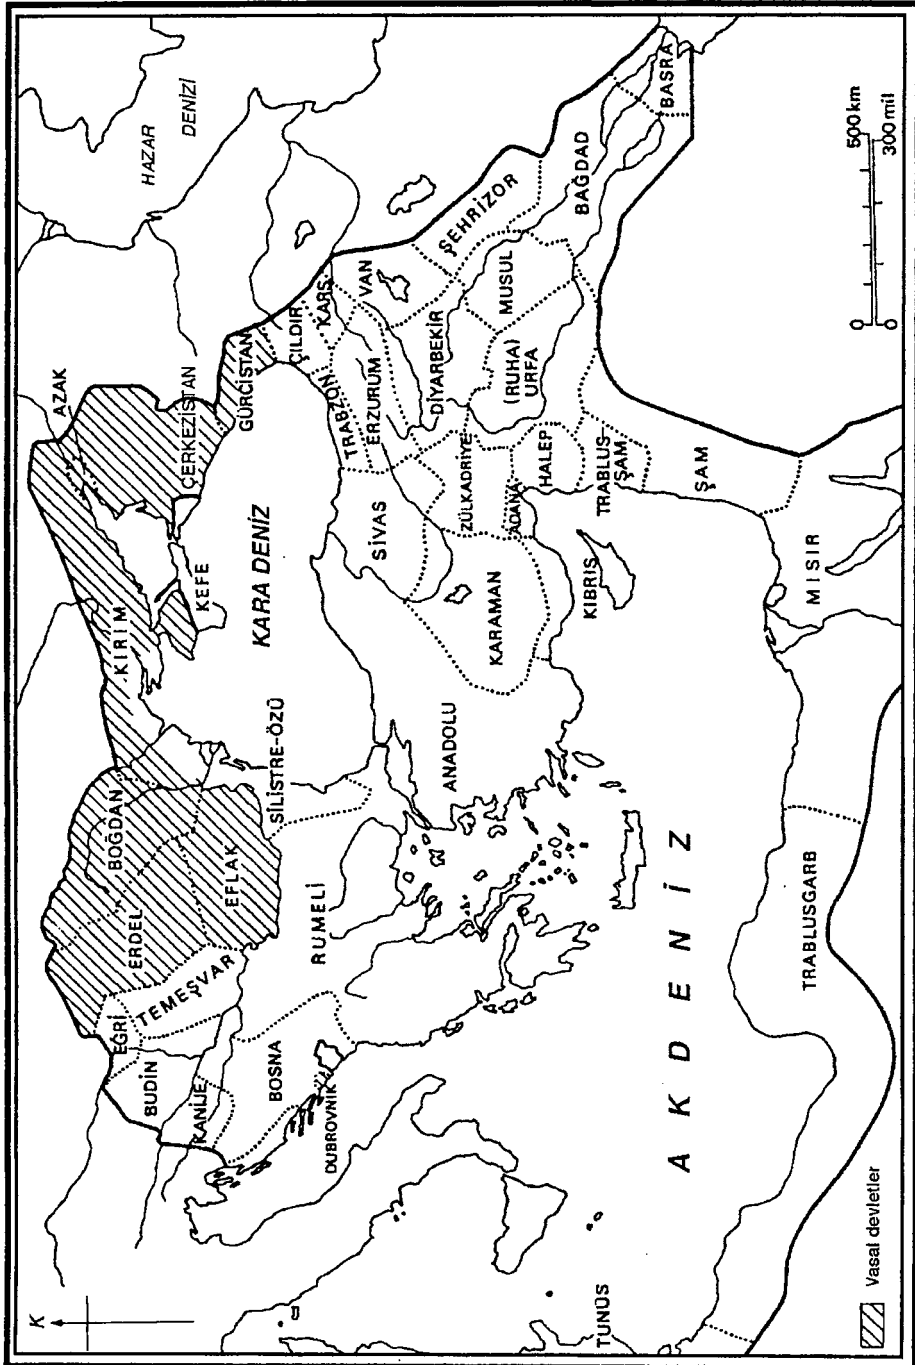 K
HAZAR
DENİZİ
AZAK
ÇERKEZİSTAN
GÜRCİSTAN
KIRIM
KEFE
BOĞDAN
ERDEL
EFLAK
TEMEŞVAR
EĞRİ
BUDİN
KANİJE
BOSNA
DUBROVNİK
RUMELİ
SİLİSTRE-ÖZÜ
KARA DENİZ
ÇILDIR
KARS
VAN
TRABZON
ERZURUM
DİYARBEKİR
ŞEHRİZOR
MUSUL
BAĞDAD
BASRA
(RUHA)
URFA
SİVAS
ZÜLKADRİYE
ADANA
HALEP
TRABLUS-
ŞAM
ŞAM
KARAMAN
ANADOLU
KIBRIS
AKDENİZ
MISIR
TRABLUSGARB
TUNUS
Vasal devletler
0 500 km
0 300 mil